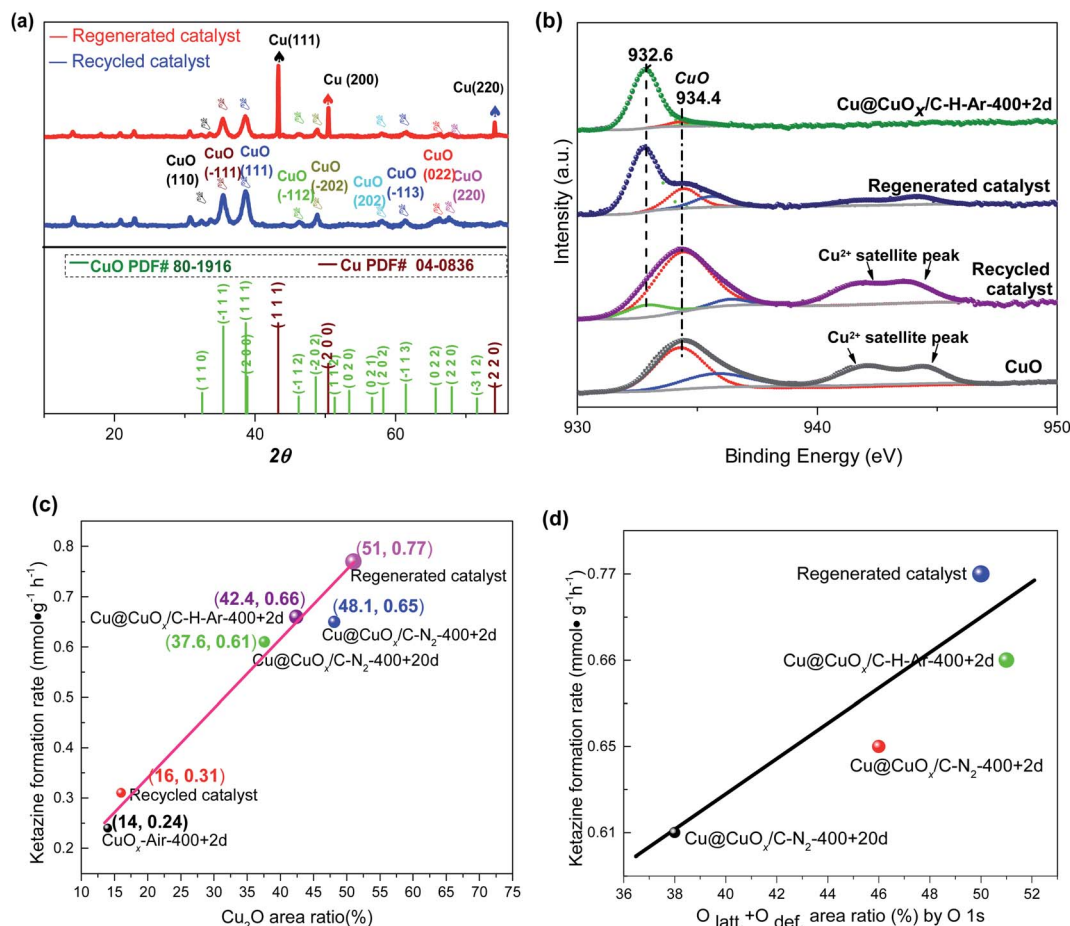 (a)
Regenerated catalyst
Recycled catalyst
Cu(111)
Cu (200)
Cu(220)
CuO
(110)
CuO
(-111)
CuO
(111)
CuO
(-112)
CuO
(-202)
CuO
(202)
CuO
(-113)
CuO
(022)
CuO
(220)
CuO PDF# 80-1916
Cu PDF# 04-0836
(1 1 0)
(-1 1 1)
(1 1 1)
(2 0 0)
(1 1 1)
(-1 1 2)
(-2 0 2)
(2 0 0)
(1 1 2)
(0 2 0)
(0 2 1)
(2 0 2)
(-1 1 3)
(0 2 2)
(2 2 0)
(-3 1 2)
(2 2 0)
20
40
60
2θ
(b)
932.6
CuO
934.4
Cu@CuOₓ/C-H-Ar-400+2d
Regenerated catalyst
Cu²⁺ satellite peak
Recycled
catalyst
Cu²⁺ satellite peak
CuO
Intensity (a.u.)
930
940
950
Binding Energy (eV)
(c)
Ketazine formation rate (mmol•g⁻¹ h⁻¹)
0.8
0.7
0.6
0.5
0.4
0.3
0.2
(51, 0.77)
Regenerated catalyst
(42.4, 0.66)
Cu@CuOₓ/C-H-Ar-400+2d
(48.1, 0.65)
Cu@CuOₓ/C-N₂-400+2d
(37.6, 0.61)
Cu@CuOₓ/C-N₂-400+20d
(16, 0.31)
Recycled catalyst
(14, 0.24)
CuOₓ-Air-400+2d
10 15 20 25 30 35 40 45 50 55 60 65 70 75
Cu₂O area ratio(%)
(d)
Ketazine formation rate (mmol• g⁻¹h⁻¹)
0.77
0.66
0.65
0.61
Regenerated catalyst
Cu@CuOₓ/C-H-Ar-400+2d
Cu@CuOₓ/C-N₂-400+2d
Cu@CuOₓ/C-N₂-400+20d
36 38 40 42 44 46 48 50 52
O latt +O def area ratio (%) by O 1s